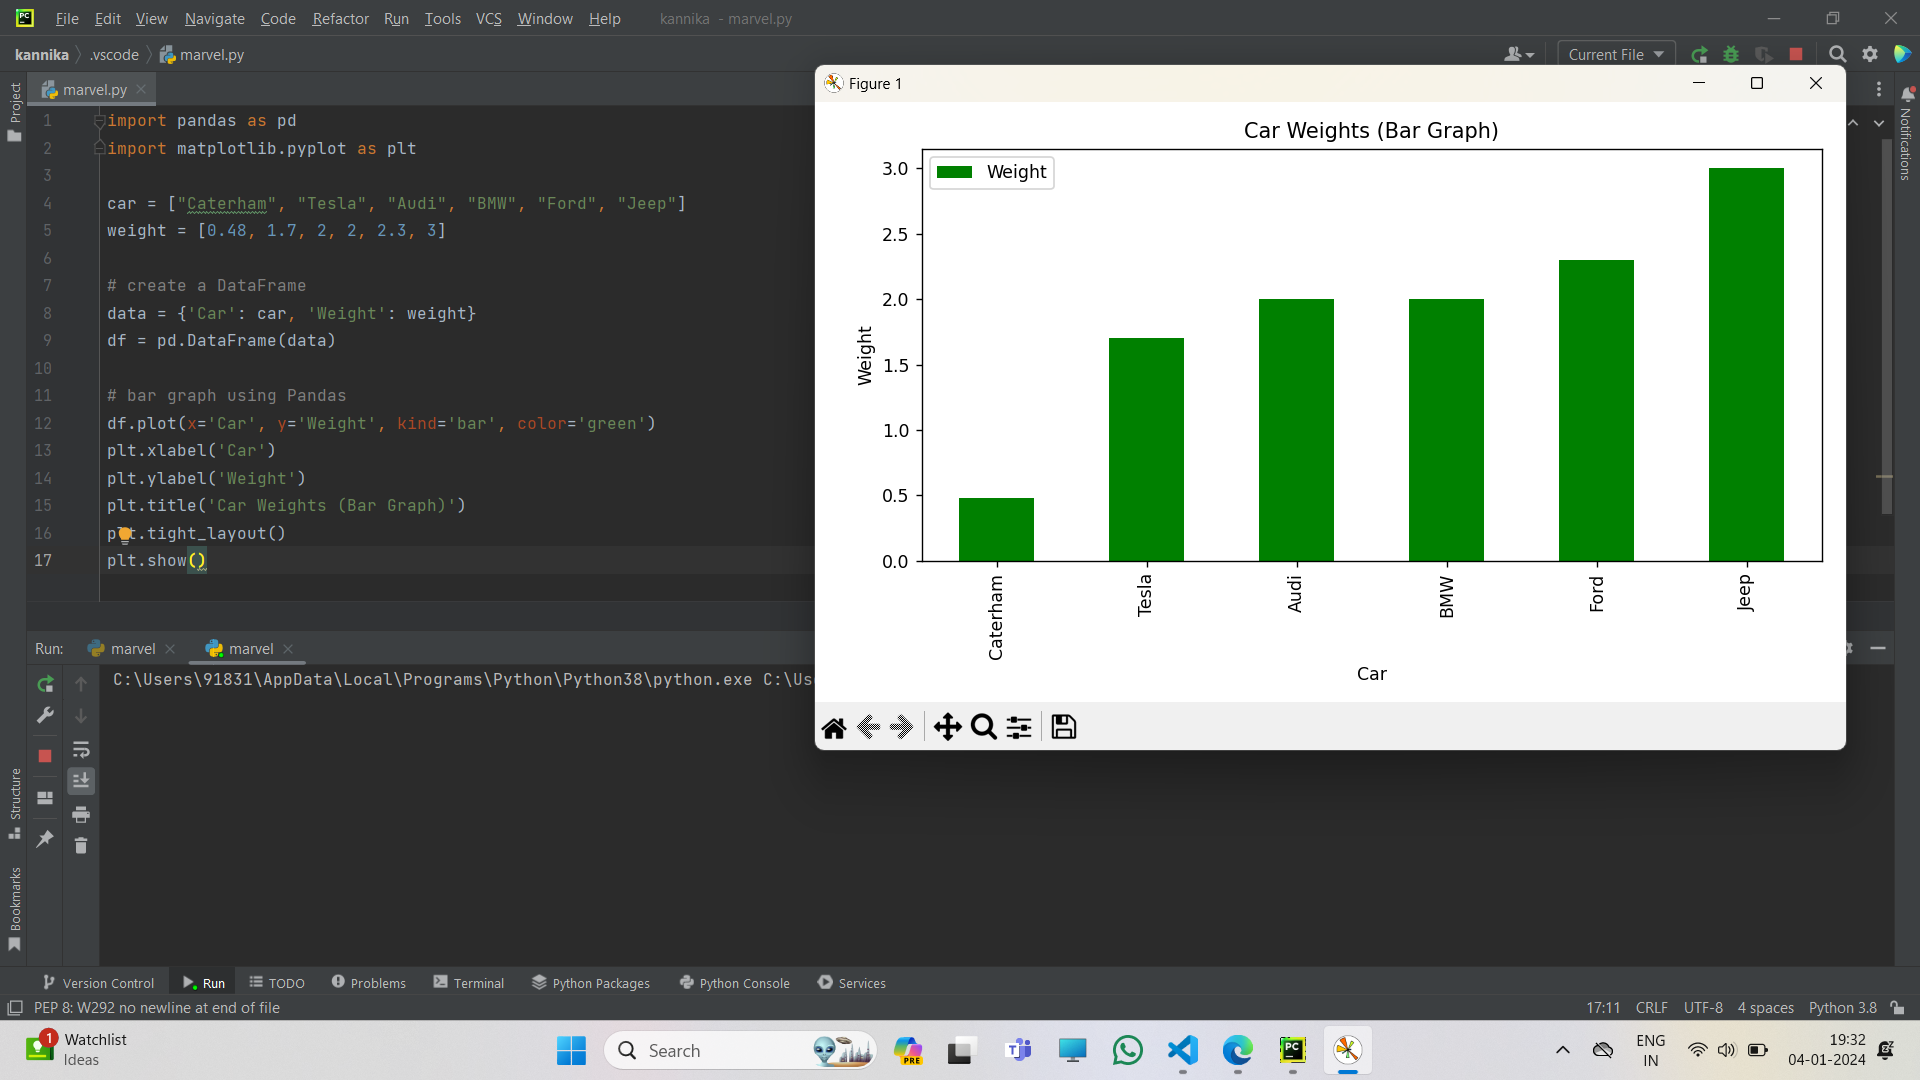 File Edit View Navigate Code Refactor Run Tools VCS Window Help kannika - marvel.py
kannika .vscode marvel.py
Current File
Project
marvel.py
1 import pandas as pd
2 import matplotlib.pyplot as plt
3
4 car = ["Caterham", "Tesla", "Audi", "BMW", "Ford", "Jeep"]
5 weight = [0.48, 1.7, 2, 2, 2.3, 3]
6
7 # create a DataFrame
8 data = {'Car': car, 'Weight': weight}
9 df = pd.DataFrame(data)
10
11 # bar graph using Pandas
12 df.plot(x='Car', y='Weight', kind='bar', color='green')
13 plt.xlabel('Car')
14 plt.ylabel('Weight')
15 plt.title('Car Weights (Bar Graph)')
16 plt.tight_layout()
17 plt.show()
Figure 1
Car Weights (Bar Graph)
Weight
3.0
2.5
2.0
1.5
1.0
0.5
0.0
Weight
Caterham Tesla Audi BMW Ford Jeep
Car
Notifications
Run: marvel marvel
C:\Users\91831\AppData\Local\Programs\Python\Python38\python.exe C:\Us
Structure
Bookmarks
Version Control Run TODO Problems Terminal Python Packages Python Console Services
PEP 8: W292 no newline at end of file 17:11 CRLF UTF-8 4 spaces Python 3.8
1 Watchlist
Ideas
Search
PRE
PC
ENG
IN
19:32
04-01-2024